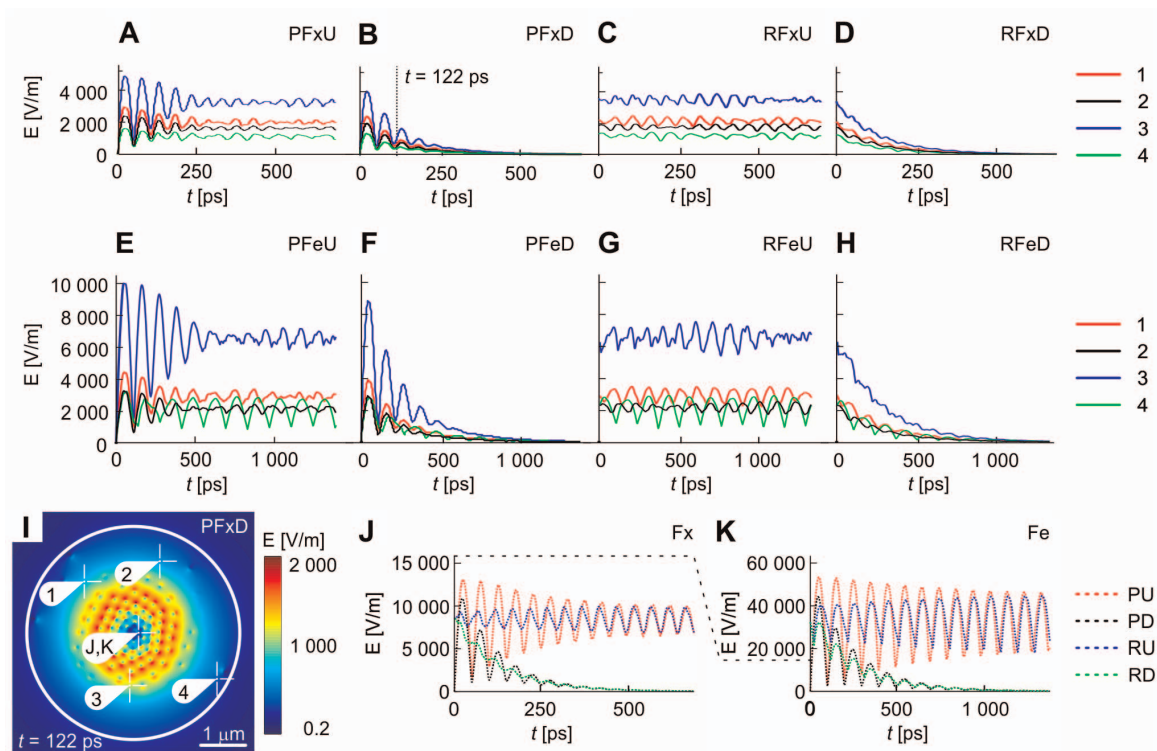 A PFxU B PFxD C RFxU D RFxD
E [V/m]
4 000
2 000
0
t = 122 ps
1
2
3
4
0 250 500 0 250 500 0 250 500 0 250 500
t [ps] t [ps] t [ps] t [ps]
E PFeU F PFeD G RFeU H RFeD
E [V/m]
10 000
8 000
6 000
4 000
2 000
0
1
2
3
4
0 500 1 000 0 500 1 000 0 500 1 000 0 500 1 000
t [ps] t [ps] t [ps] t [ps]
I PFxD
E [V/m]
2 000
1 000
0.2
1
2
J,K
3
4
t = 122 ps
1 μm
J Fx
E [V/m]
15 000
10 000
5 000
0
0 250 500
t [ps]
K Fe
E [V/m]
60 000
40 000
20 000
0
0 500 1 000
t [ps]
PU
PD
RU
RD